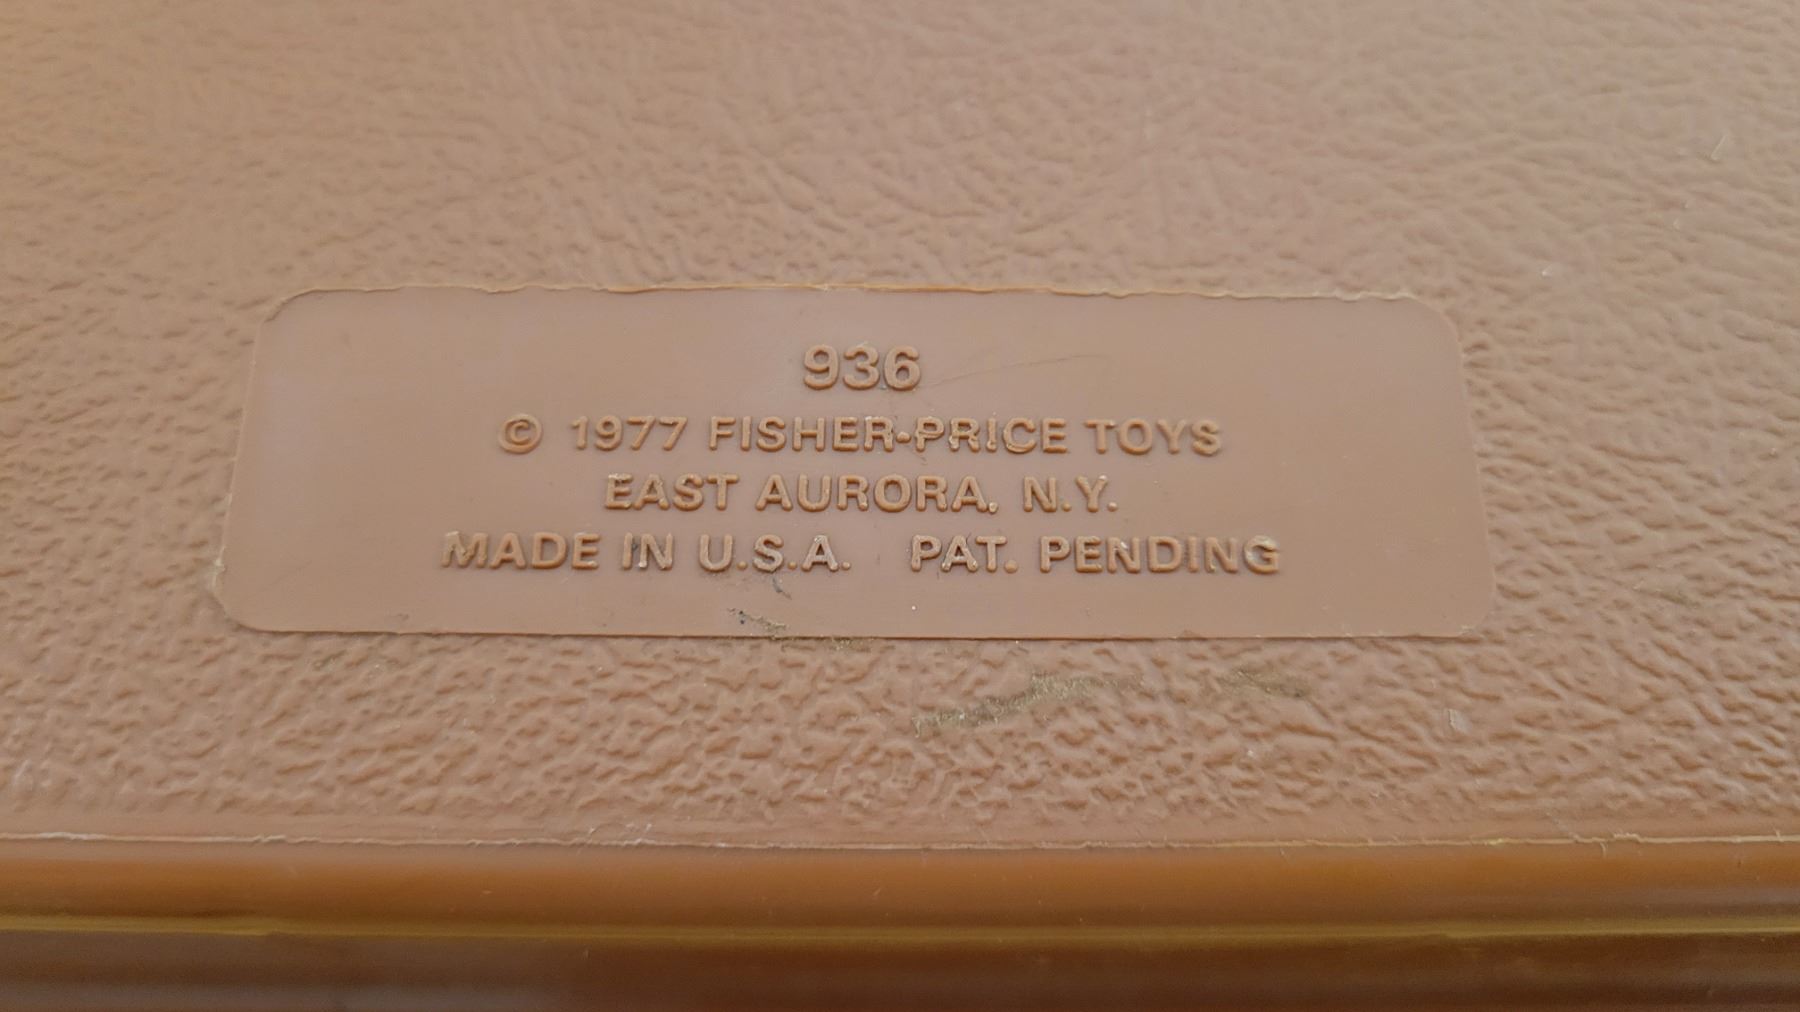 936
© 1977 FISHER-PRICE TOYS
EAST AURORA, N.Y.
MADE IN U.S.A. PAT. PENDING